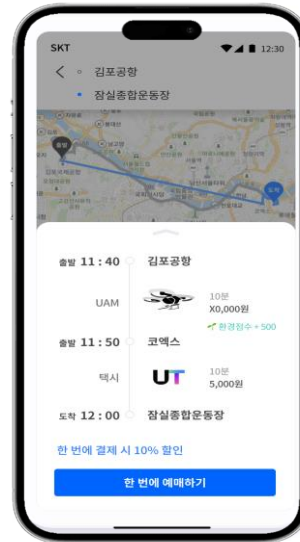 SKT 12:30
김포공항
잠실종합운동장
출발
도착
출발 11 : 40 김포공항
UAM
10분
X0,000원
환경점수 + 500
출발 11 : 50 코엑스
택시
UT
10분
5,000원
도착 12 : 00 잠실종합운동장
한 번에 결제 시 10% 할인
한 번에 예매하기